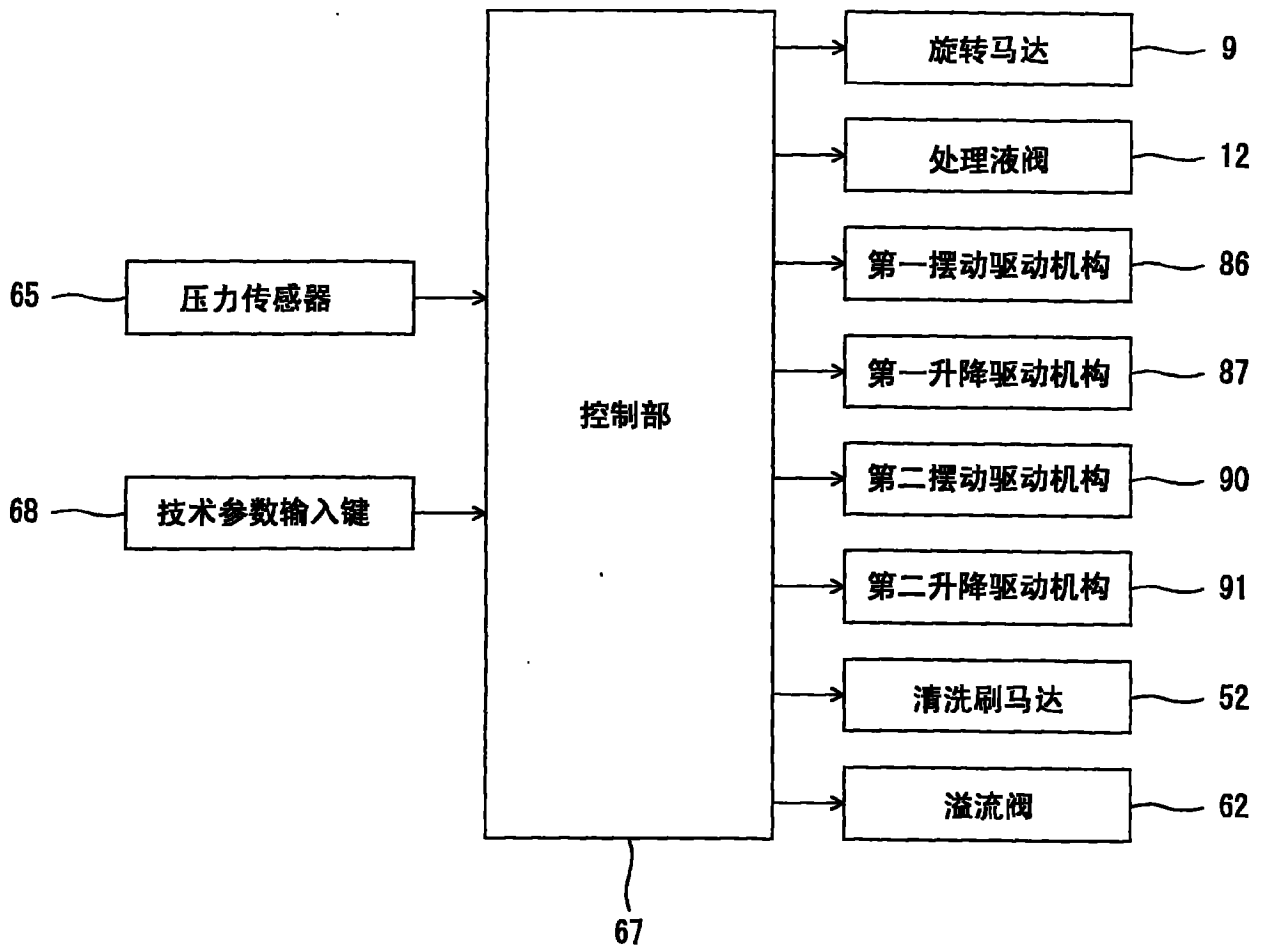 65
压力传感器
68
技术参数输入键
控制部
67
旋转马达
9
处理液阀
12
第一摆动驱动机构
86
第一升降驱动机构
87
第二摆动驱动机构
90
第二升降驱动机构
91
清洗刷马达
52
溢流阀
62